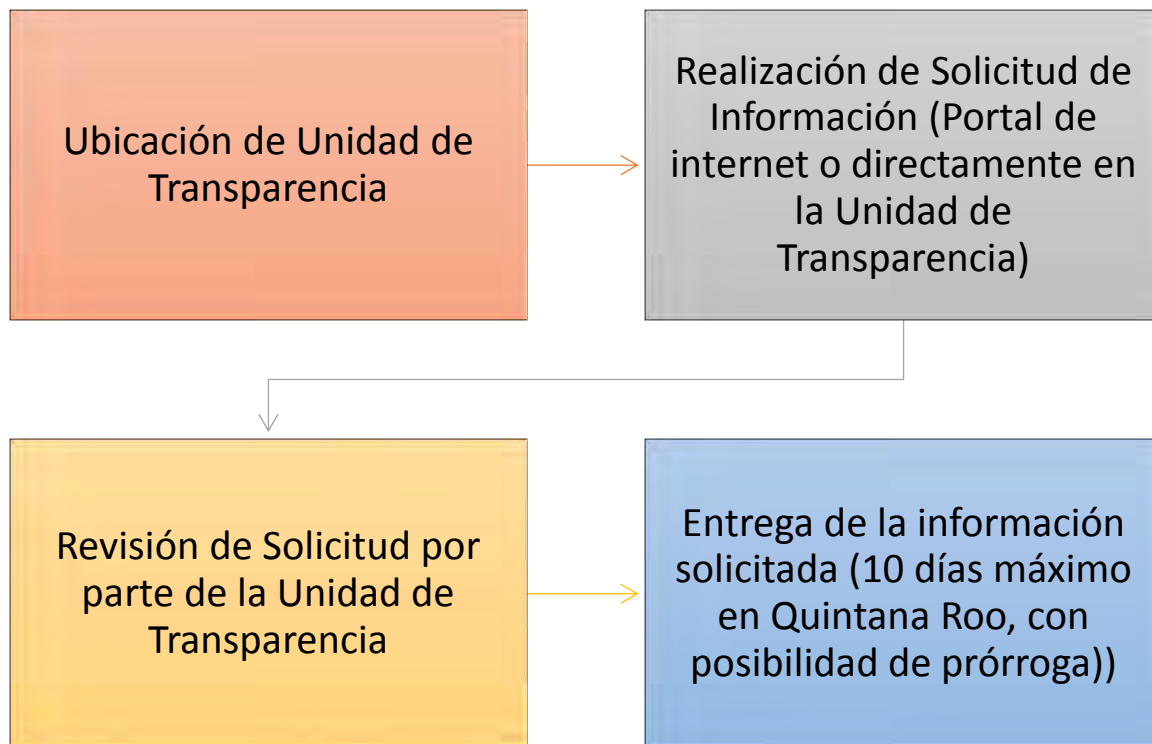 Ubicación de Unidad de
Transparencia
Realización de Solicitud de
Información (Portal de
internet o directamente en
la Unidad de
Transparencia)
Revisión de Solicitud por
parte de la Unidad de
Transparencia
Entrega de la información
solicitada (10 días máximo
en Quintana Roo, con
posibilidad de prórroga))